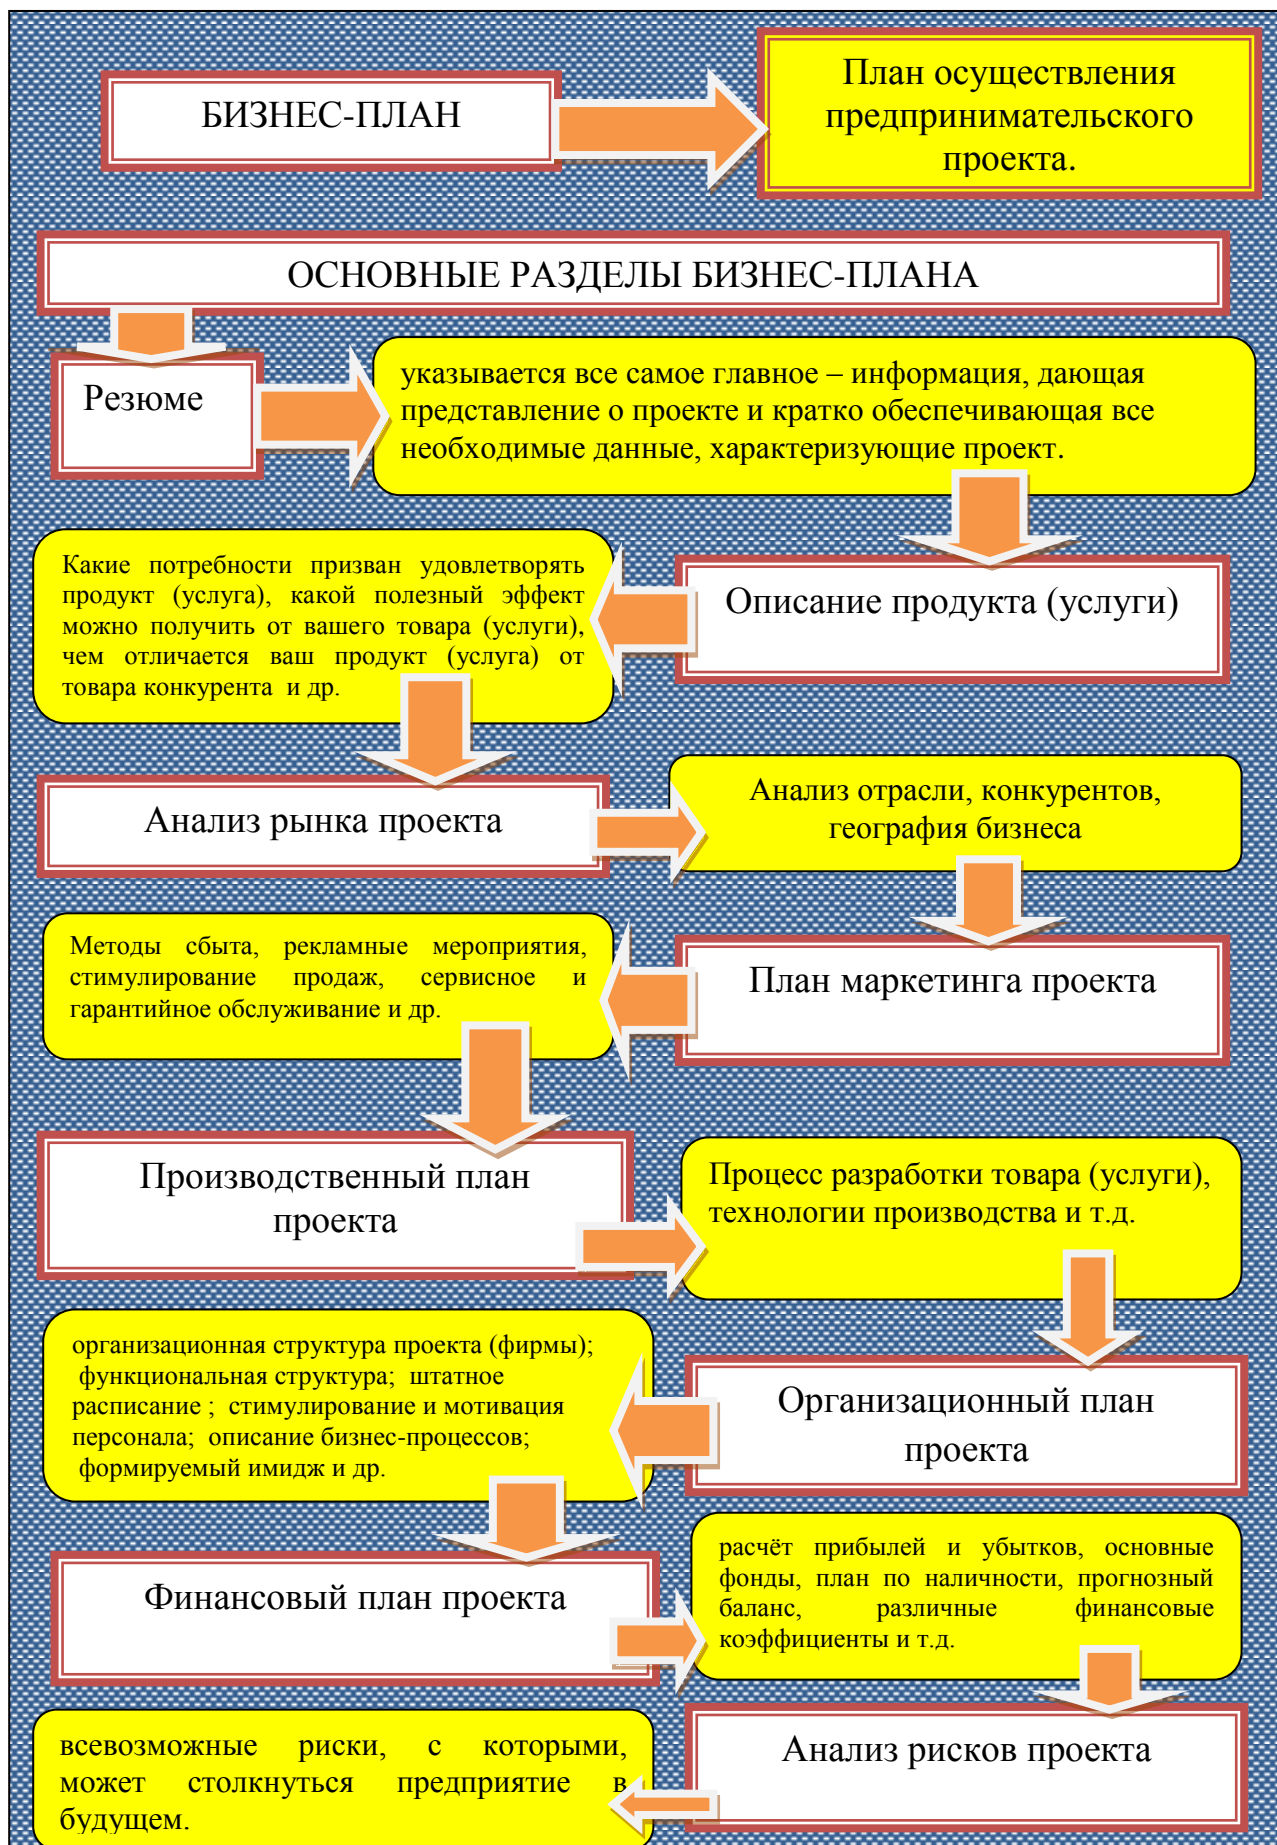 БИЗНЕС-ПЛАН
План осуществления
предпринимательского
проекта.
ОСНОВНЫЕ РАЗДЕЛЫ БИЗНЕС-ПЛАНА
Резюме
указывается все самое главное – информация, дающая
представление о проекте и кратко обеспечивающая все
необходимые данные, характеризующие проект.
Описание продукта (услуги)
Какие потребности призван удовлетворять
продукт (услуга), какой полезный эффект
можно получить от вашего товара (услуги),
чем отличается ваш продукт (услуга) от
товара конкурента и др.
Анализ рынка проекта
Анализ отрасли, конкурентов,
география бизнеса
План маркетинга проекта
Методы сбыта, рекламные мероприятия,
стимулирование продаж, сервисное и
гарантийное обслуживание и др.
Производственный план
проекта
Процесс разработки товара (услуги),
технологии производства и т.д.
Организационный план
проекта
организационная структура проекта (фирмы);
функциональная структура; штатное
расписание ; стимулирование и мотивация
персонала; описание бизнес-процессов;
формируемый имидж и др.
Финансовый план проекта
расчёт прибылей и убытков, основные
фонды, план по наличности, прогнозный
баланс, различные финансовые
коэффициенты и т.д.
Анализ рисков проекта
всевозможные риски, с которыми,
может столкнуться предприятие в
будущем.